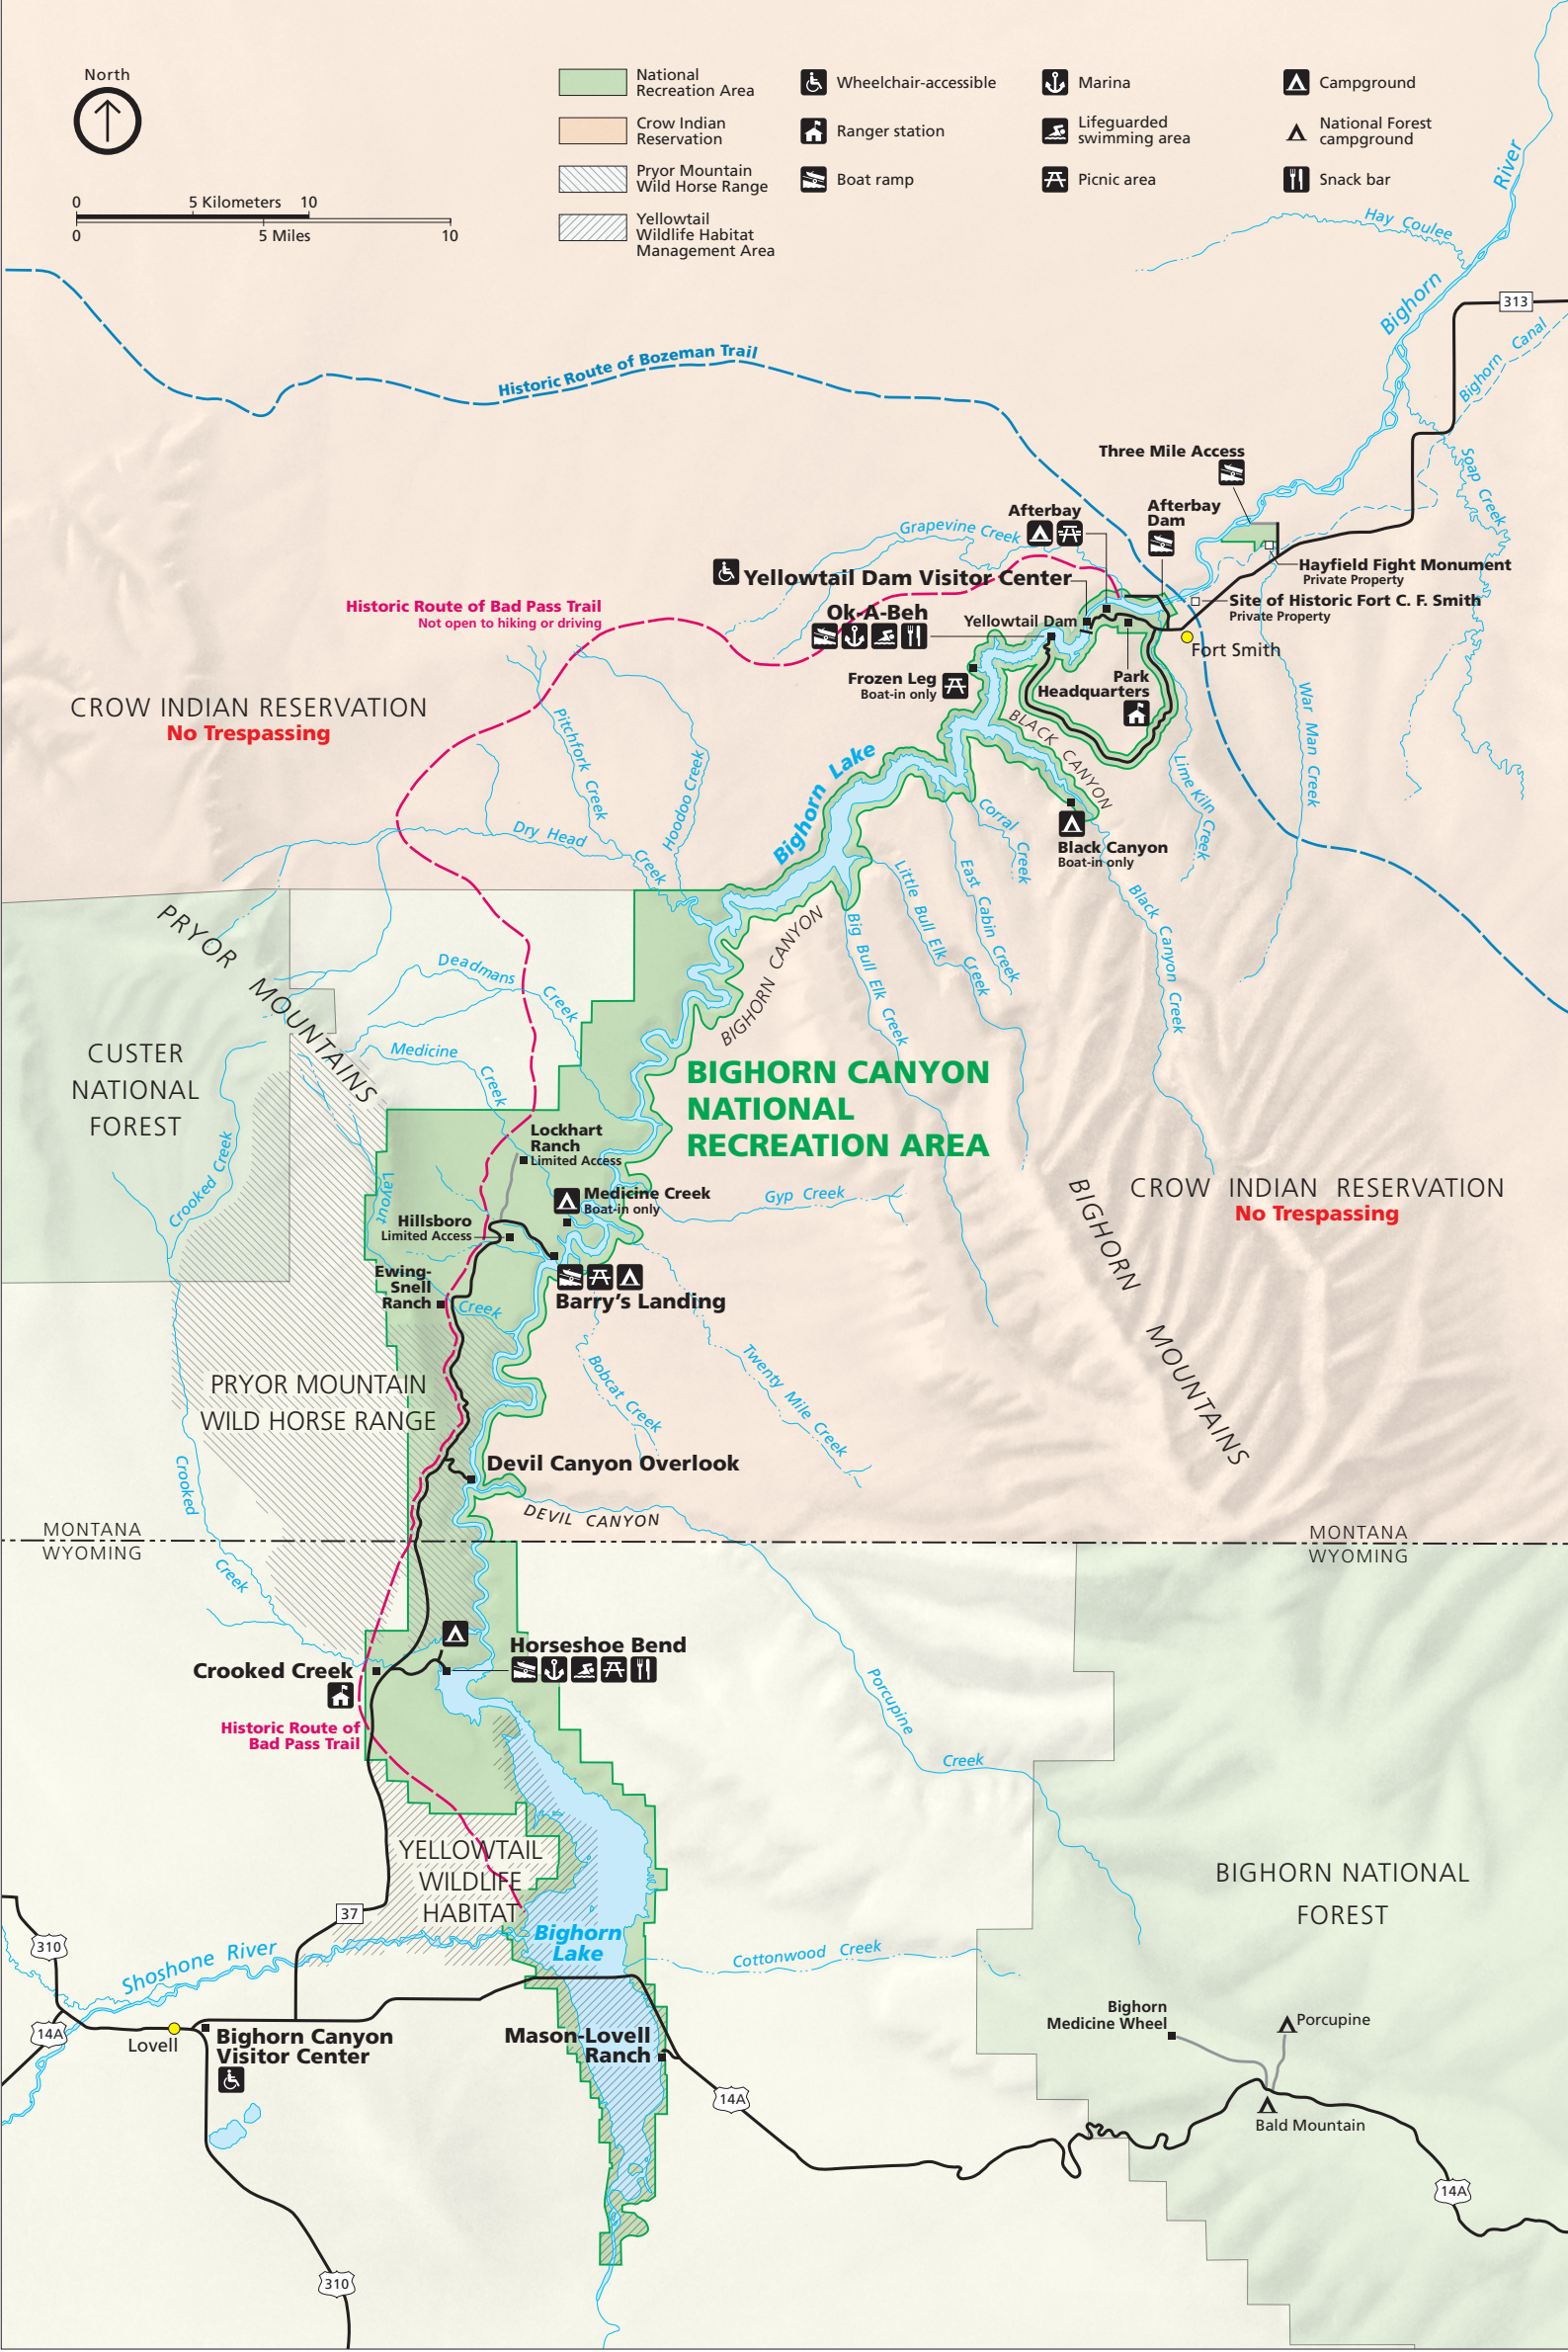 North
0 5 Kilometers 10
0 5 Miles 10
National
Recreation Area
Crow Indian
Reservation
Pryor Mountain
Wild Horse Range
Yellowtail
Wildlife Habitat
Management Area
Wheelchair-accessible
Ranger station
Boat ramp
Marina
Lifeguarded
swimming area
Picnic area
Campground
National Forest
campground
Snack bar
River
Hay Coulee
Bighorn
313
Bighorn Canal
Historic Route of Bozeman Trail
Soap Creek
Three Mile Access
Afterbay
Dam
Afterbay
Grapevine Creek
Hayfield Fight Monument
Private Property
Yellowtail Dam Visitor Center
Site of Historic Fort C. F. Smith
Private Property
Historic Route of Bad Pass Trail
Not open to hiking or driving
Ok-A-Beh
Yellowtail Dam
Fort Smith
Frozen Leg
Boat-in only
Park
Headquarters
CROW INDIAN RESERVATION
No Trespassing
Pitchfork Creek
Hoodoo Creek
Dry Head
Creek
Bighorn Lake
BLACK CANYON
Lime Kiln Creek
War Man Creek
Corral
Creek
Black Canyon
Boat-in only
Little Bull Elk
Creek
East Cabin Creek
Big Bull Elk Creek
Black Canyon Creek
BIGHORN CANYON
PRYOR MOUNTAINS
Deadmans
Creek
Medicine
Creek
CUSTER
NATIONAL
FOREST
Crooked Creek
BIGHORN CANYON
NATIONAL
RECREATION AREA
Lockhart
Ranch
Limited Access
Layout
Medicine Creek
Boat-in only
Gyp Creek
Hillsboro
Limited Access
CROW INDIAN RESERVATION
No Trespassing
BIGHORN MOUNTAINS
Ewing-
Snell
Ranch
Creek
Barry's Landing
Bobcat Creek
Twenty Mile Creek
PRYOR MOUNTAIN
WILD HORSE RANGE
Crooked
Creek
Devil Canyon Overlook
DEVIL CANYON
MONTANA
WYOMING
MONTANA
WYOMING
Horseshoe Bend
Crooked Creek
Historic Route of
Bad Pass Trail
Porcupine
Creek
YELLOWTAIL
WILDLIFE
HABITAT
BIGHORN NATIONAL
FOREST
37
310
Shoshone River
Bighorn
Lake
Cottonwood Creek
14A
Lovell
Bighorn Canyon
Visitor Center
Mason-Lovell
Ranch
14A
Bighorn
Medicine Wheel
Porcupine
Bald Mountain
14A
310